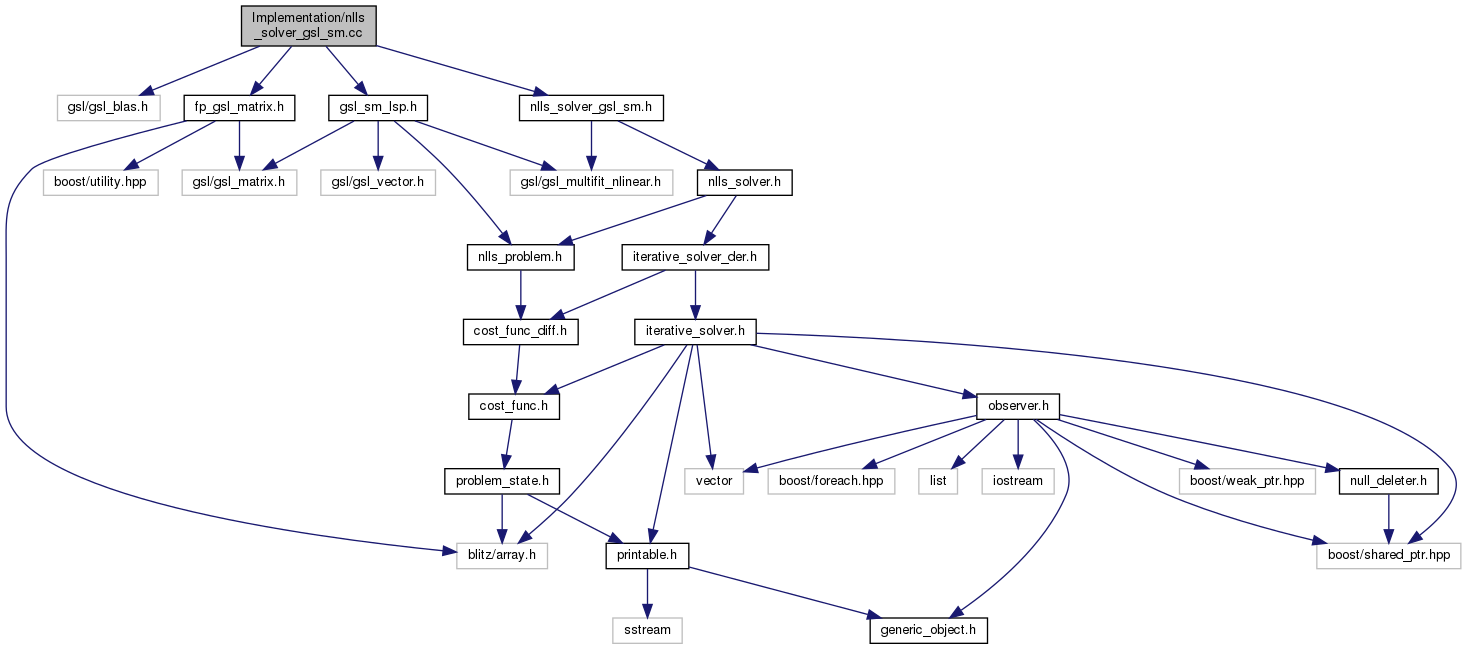 Implementation/nlls
_solver_gsl_sm.cc
gsl/gsl_blas.h
fp_gsl_matrix.h
gsl_sm_lsp.h
nlls_solver_gsl_sm.h
boost/utility.hpp
gsl/gsl_matrix.h
gsl/gsl_vector.h
gsl/gsl_multifit_nlinear.h
nlls_solver.h
nlls_problem.h
iterative_solver_der.h
cost_func_diff.h
iterative_solver.h
cost_func.h
observer.h
problem_state.h
vector
boost/foreach.hpp
list
iostream
boost/weak_ptr.hpp
null_deleter.h
blitz/array.h
printable.h
boost/shared_ptr.hpp
sstream
generic_object.h